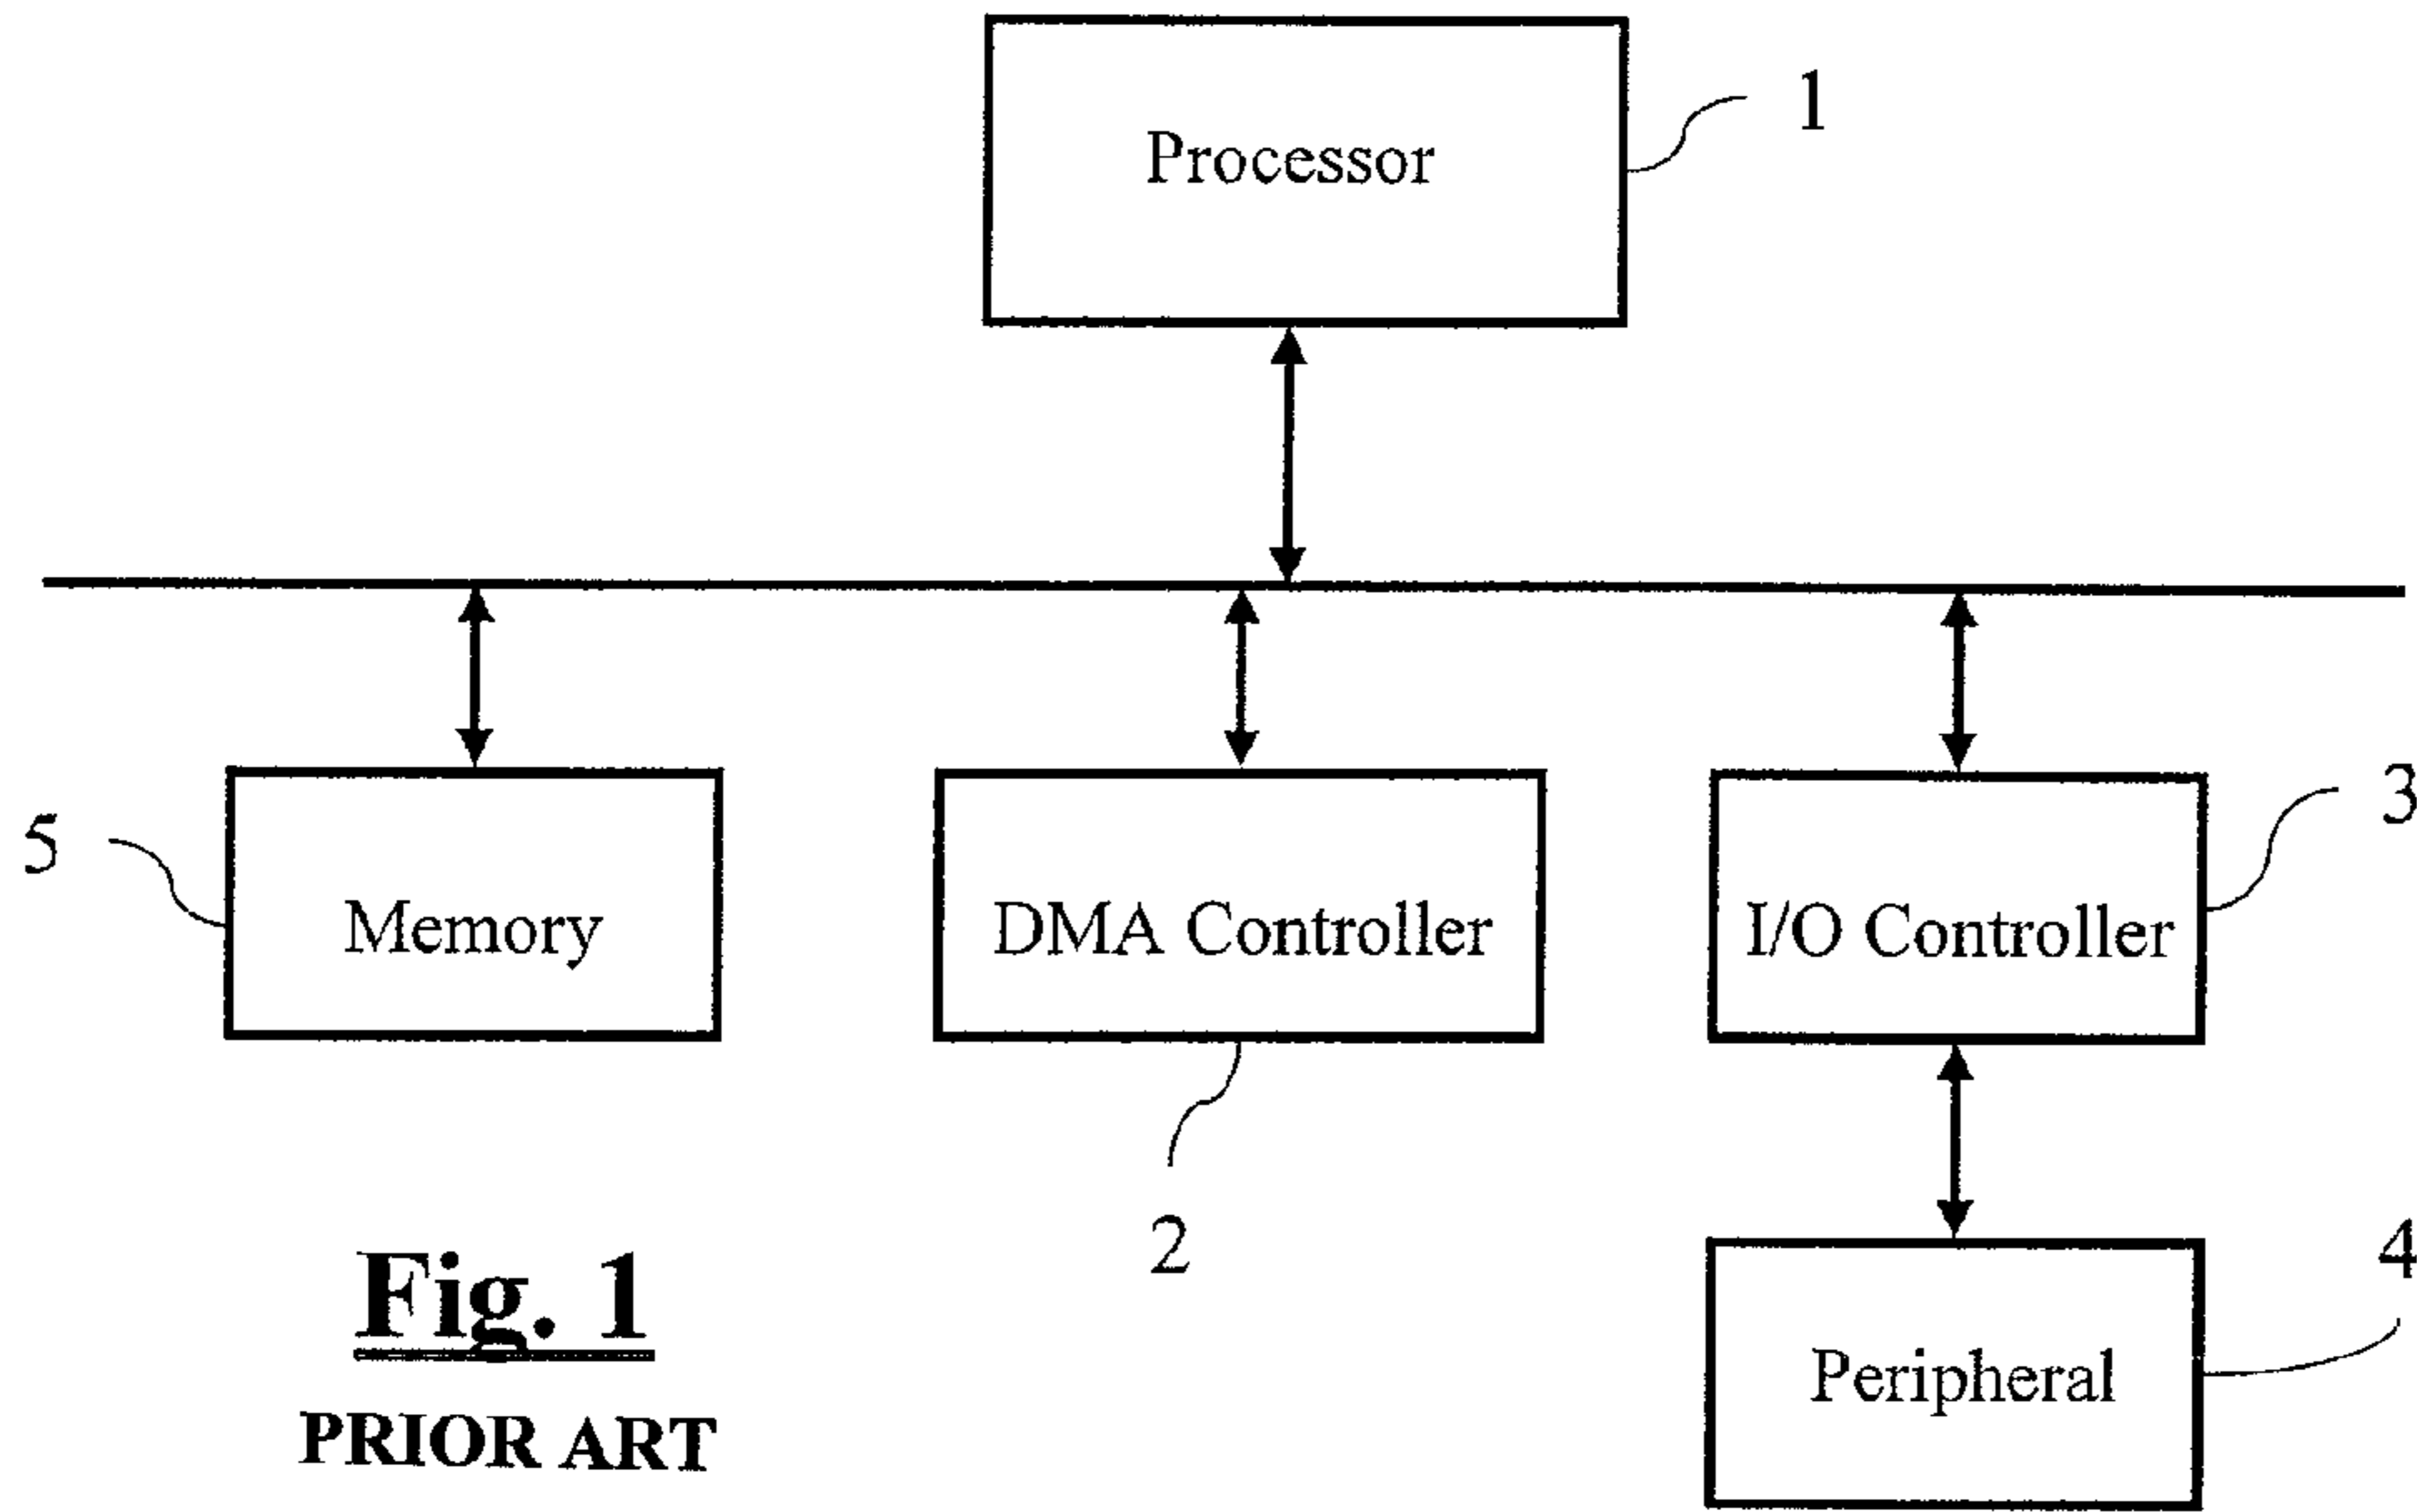 Processor
1
5
Memory
DMA Controller
I/O Controller
3
2
Peripheral
4
Fig. 1
PRIOR ART